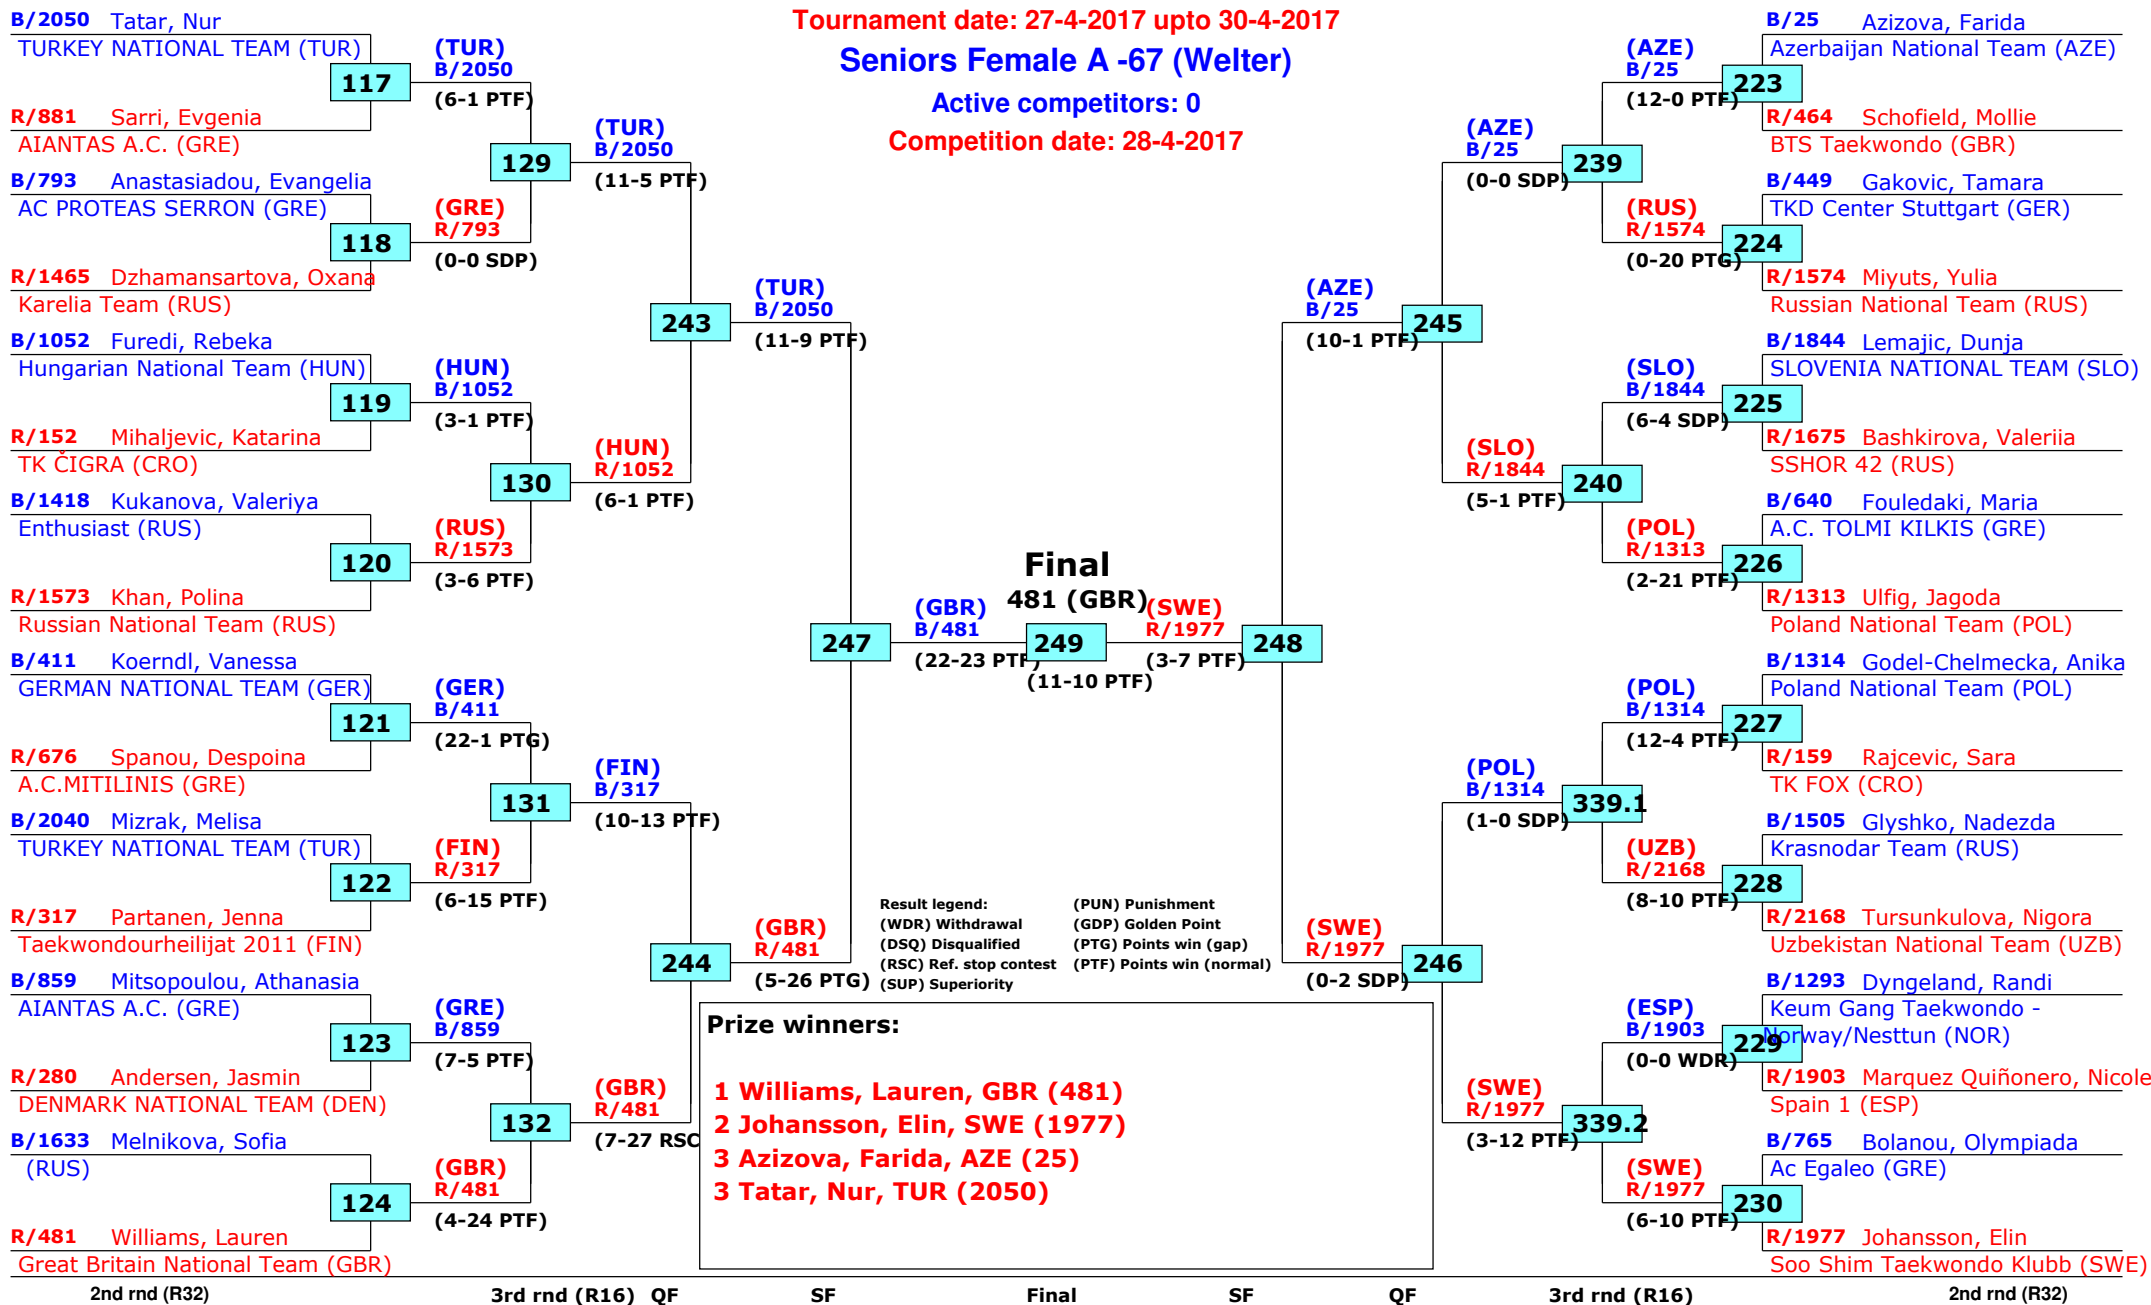 Tournament date: 27-4-2017 upto 30-4-2017
Seniors Female A -67 (Welter)
Active competitors: 0
Competition date: 28-4-2017
B/2050 Tatar, Nur
TURKEY NATIONAL TEAM (TUR)
117
R/881 Sarri, Evgenia
AIANTAS A.C. (GRE)
B/793 Anastasiadou, Evangelia
AC PROTEAS SERRON (GRE)
118
R/1465 Dzhamansartova, Oxana
Karelia Team (RUS)
B/1052 Furedi, Rebeka
Hungarian National Team (HUN)
119
R/152 Mihaljevic, Katarina
TK ČIGRA (CRO)
B/1418 Kukanova, Valeriya
Enthusiast (RUS)
120
R/1573 Khan, Polina
Russian National Team (RUS)
B/411 Koerndl, Vanessa
GERMAN NATIONAL TEAM (GER)
121
R/676 Spanou, Despoina
A.C.MITILINIS (GRE)
B/2040 Mizrak, Melisa
TURKEY NATIONAL TEAM (TUR)
122
R/317 Partanen, Jenna
Taekwondourheilijat 2011 (FIN)
B/859 Mitsopoulou, Athanasia
AIANTAS A.C. (GRE)
123
R/280 Andersen, Jasmin
DENMARK NATIONAL TEAM (DEN)
B/1633 Melnikova, Sofia
(RUS)
124
R/481 Williams, Lauren
Great Britain National Team (GBR)
(TUR)
B/2050
(6-1 PTF)
129
(GRE)
R/793
(0-0 SDP)
(HUN)
B/1052
(3-1 PTF)
130
(RUS)
R/1573
(3-6 PTF)
(GER)
B/411
(22-1 PTG)
131
(FIN)
R/317
(6-15 PTF)
(GRE)
B/859
(7-5 PTF)
132
(GBR)
R/481
(4-24 PTF)
(TUR)
B/2050
(11-5 PTF)
243
(HUN)
R/1052
(6-1 PTF)
(FIN)
B/317
(10-13 PTF)
244
(GBR)
R/481
(7-27 RSC
(TUR)
B/2050
(11-9 PTF)
247
(GBR)
R/481
(5-26 PTG)
(GBR)
B/481
(22-23 PTF)
Final
481 (GBR)
249
(11-10 PTF)
(SWE)
R/1977
(3-7 PTF)
248
(AZE)
B/25
(10-1 PTF)
245
(SWE)
R/1977
(0-2 SDP)
246
(AZE)
B/25
(0-0 SDP)
239
(SLO)
R/1844
(5-1 PTF)
240
(POL)
B/1314
(1-0 SDP)
339.1
(SWE)
R/1977
(3-12 PTF)
339.2
(AZE)
B/25
(12-0 PTF)
223
(RUS)
R/1574
(0-20 PTG)
224
(SLO)
B/1844
(6-4 SDP)
225
(POL)
R/1313
(2-21 PTF)
226
(POL)
B/1314
(12-4 PTF)
227
(UZB)
R/2168
(8-10 PTF)
228
(ESP)
B/1903
(0-0 WDR)
229
(SWE)
R/1977
(6-10 PTF)
230
B/25 Azizova, Farida
Azerbaijan National Team (AZE)
R/464 Schofield, Mollie
BTS Taekwondo (GBR)
B/449 Gakovic, Tamara
TKD Center Stuttgart (GER)
R/1574 Miyuts, Yulia
Russian National Team (RUS)
B/1844 Lemajic, Dunja
SLOVENIA NATIONAL TEAM (SLO)
R/1675 Bashkirova, Valeriia
SSHOR 42 (RUS)
B/640 Fouledaki, Maria
A.C. TOLMI KILKIS (GRE)
R/1313 Ulfig, Jagoda
Poland National Team (POL)
B/1314 Godel-Chelmecka, Anika
Poland National Team (POL)
R/159 Rajcevic, Sara
TK FOX (CRO)
B/1505 Glyshko, Nadezda
Krasnodar Team (RUS)
R/2168 Tursunkulova, Nigora
Uzbekistan National Team (UZB)
B/1293 Dyngeland, Randi
Keum Gang Taekwondo -
Norway/Nesttun (NOR)
R/1903 Marquez Quiñonero, Nicole
Spain 1 (ESP)
B/765 Bolanou, Olympiada
Ac Egaleo (GRE)
R/1977 Johansson, Elin
Soo Shim Taekwondo Klubb (SWE)
Result legend:
(WDR) Withdrawal
(DSQ) Disqualified
(RSC) Ref. stop contest
(SUP) Superiority
(PUN) Punishment
(GDP) Golden Point
(PTG) Points win (gap)
(PTF) Points win (normal)
Prize winners:
1 Williams, Lauren, GBR (481)
2 Johansson, Elin, SWE (1977)
3 Azizova, Farida, AZE (25)
3 Tatar, Nur, TUR (2050)
2nd rnd (R32) 3rd rnd (R16) QF SF Final SF QF 3rd rnd (R16) 2nd rnd (R32)